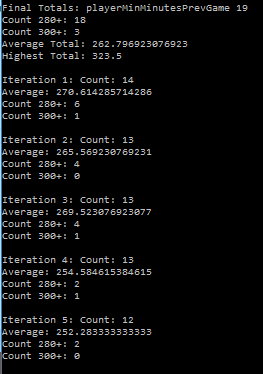 Final Totals: playerMinMinutesPrevGame 19
Count 280+: 18
Count 300+: 3
Average Total: 262.796923076923
Highest Total: 323.5
Iteration 1: Count: 14
Average: 270.614285714286
Count 280+: 6
Count 300+: 1
Iteration 2: Count: 13
Average: 265.569230769231
Count 280+: 4
Count 300+: 0
Iteration 3: Count: 13
Average: 269.523076923077
Count 280+: 4
Count 300+: 1
Iteration 4: Count: 13
Average: 254.584615384615
Count 280+: 2
Count 300+: 1
Iteration 5: Count: 12
Average: 252.283333333333
Count 280+: 2
Count 300+: 0